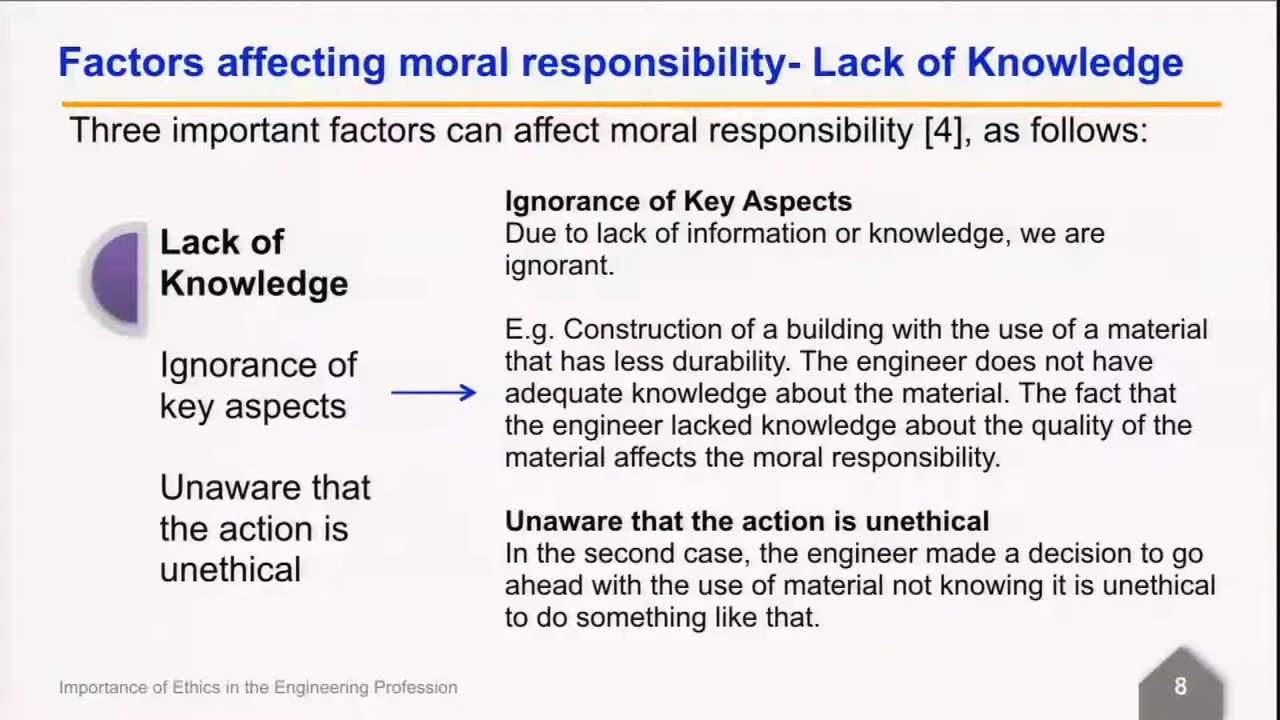 Factors affecting moral responsibility- Lack of Knowledge
Three important factors can affect moral responsibility [4], as follows:
Lack of
Knowledge
Ignorance of
key aspects
Unaware that
the action is
unethical
Ignorance of Key Aspects
Due to lack of information or knowledge, we are
ignorant.
E.g. Construction of a building with the use of a material
that has less durability. The engineer does not have
adequate knowledge about the material. The fact that
the engineer lacked knowledge about the quality of the
material affects the moral responsibility.
Unaware that the action is unethical
In the second case, the engineer made a decision to go
ahead with the use of material not knowing it is unethical
to do something like that.
Importance of Ethics in the Engineering Profession
8